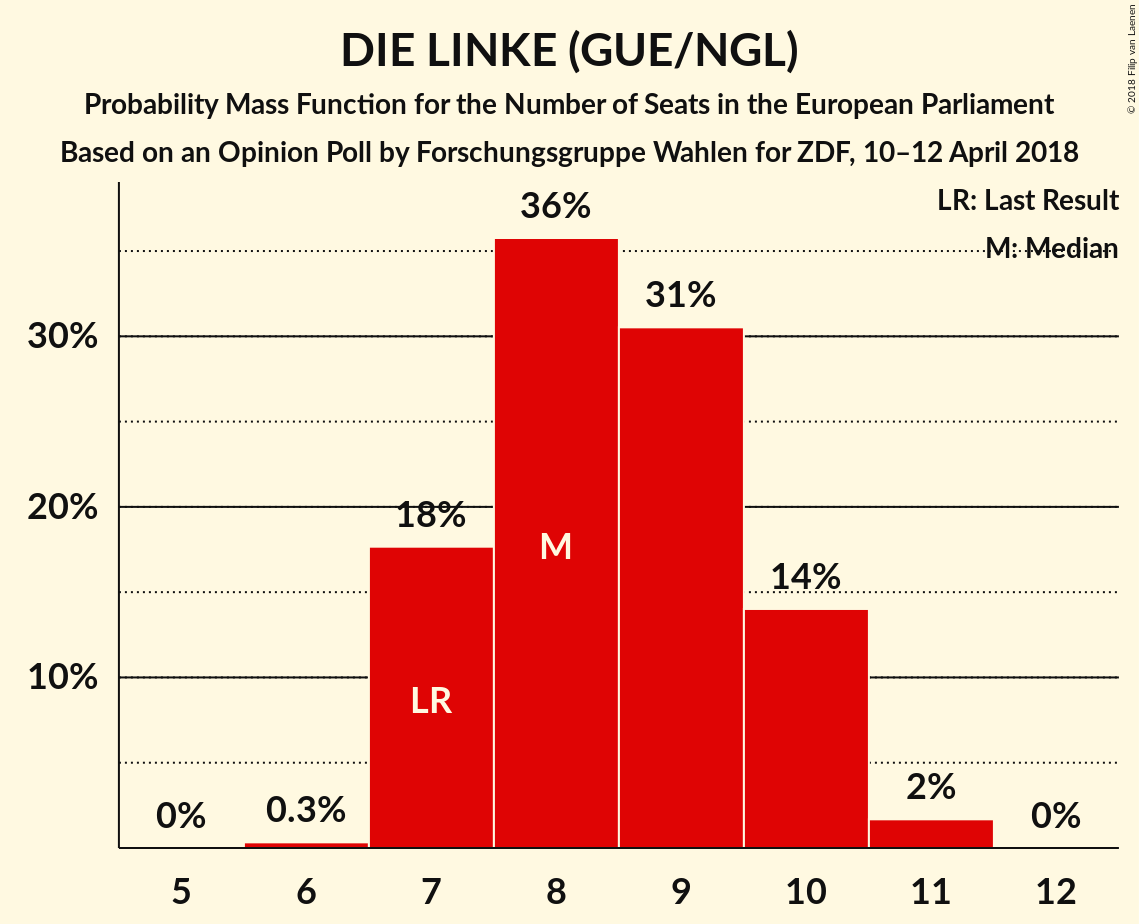 DIE LINKE (GUE/NGL)
Probability Mass Function for the Number of Seats in the European Parliament
Based on an Opinion Poll by Forschungsgruppe Wahlen for ZDF, 10–12 April 2018
© 2018 Filip van Laenen
LR: Last Result
M: Median
36%
31%
30%
20%
18%
M
14%
10%
LR
0%
0.3%
2%
0%
5 6 7 8 9 10 11 12